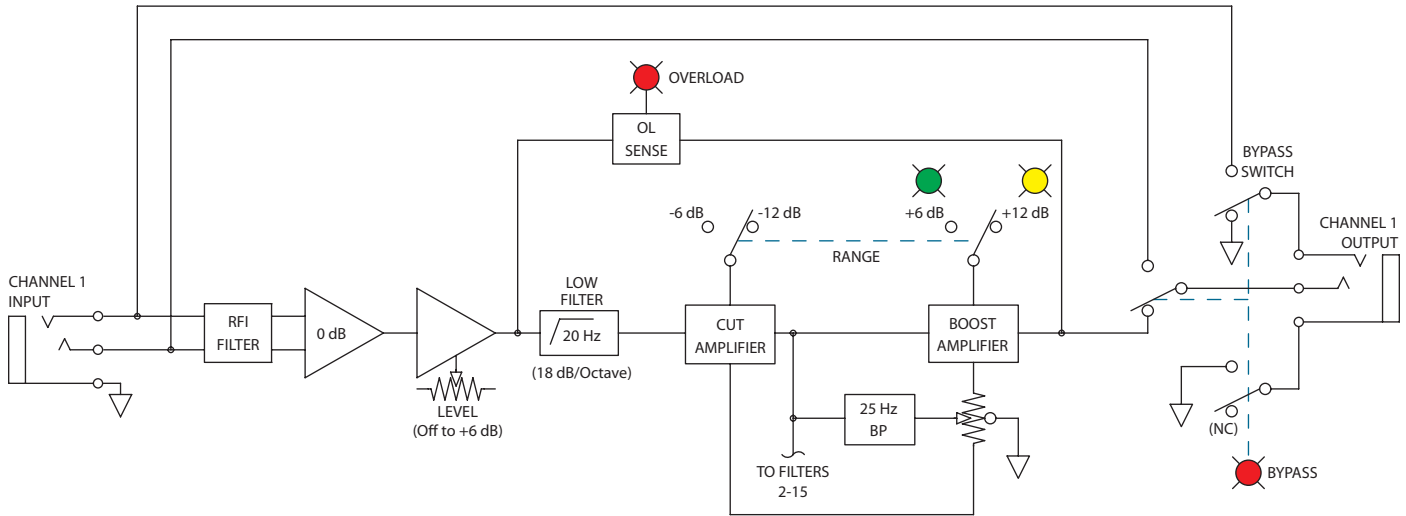 OVERLOAD
OL
SENSE
BYPASS
SWITCH
-6 dB
-12 dB
+6 dB
+12 dB
CHANNEL 1
OUTPUT
RANGE
CHANNEL 1
INPUT
LOW
FILTER
RFI
FILTER
0 dB
20 Hz
CUT
AMPLIFIER
BOOST
AMPLIFIER
(18 dB/Octave)
LEVEL
(Off to +6 dB)
25 Hz
BP
(NC)
TO FILTERS
2-15
BYPASS